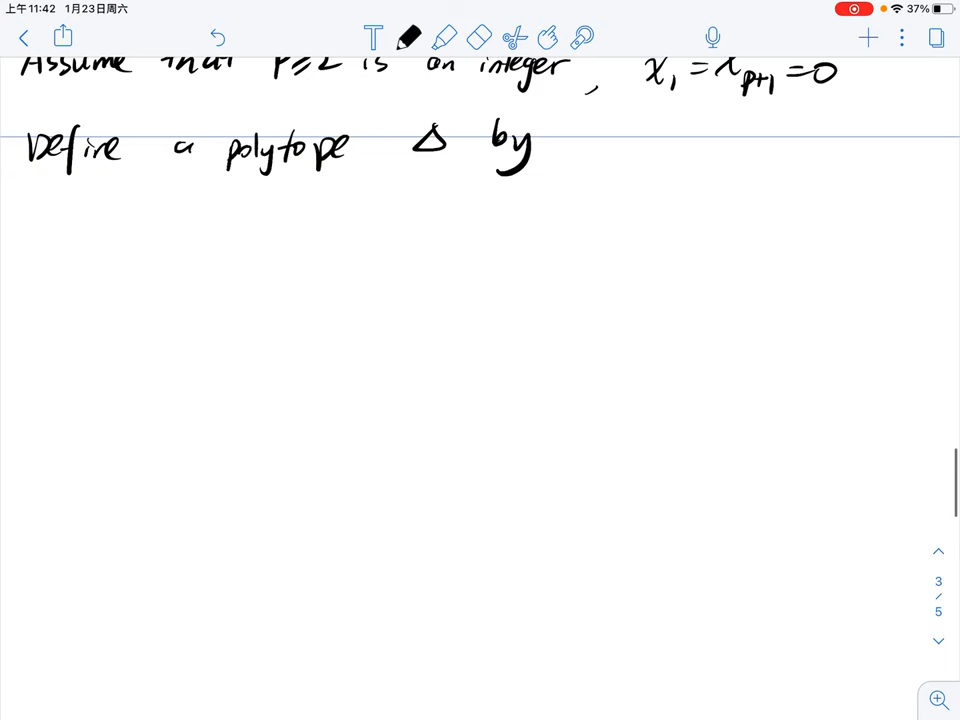 上午11:42 1月23日周六
37%
Assume that p≥2 is an integer, x₁ = x_{p+1} = 0
Define a polytope Δ by
3
/
5